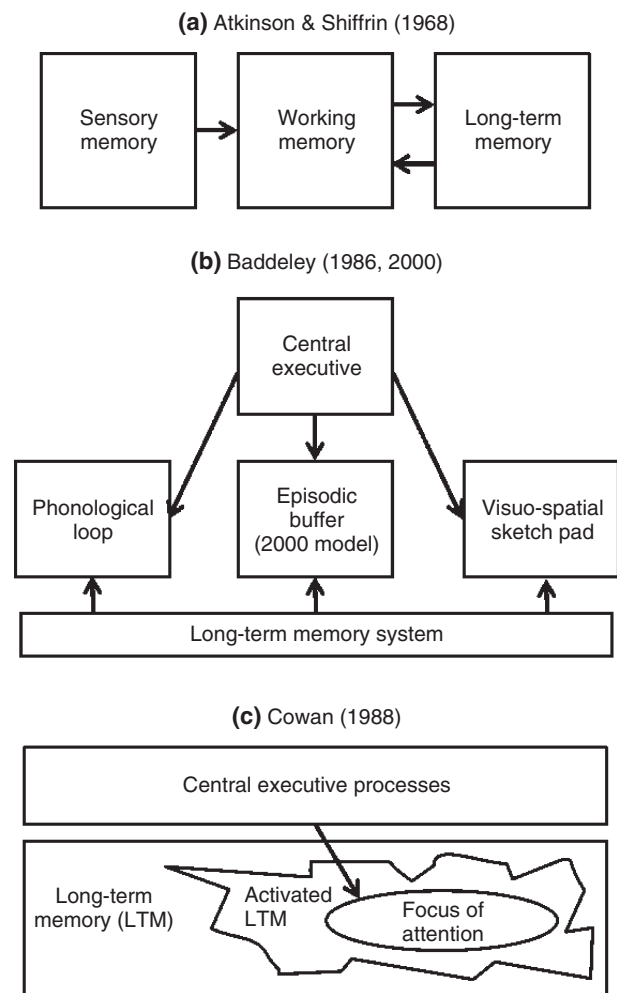 (a) Atkinson & Shiffrin (1968)
Sensory
memory
Working
memory
Long-term
memory
(b) Baddeley (1986, 2000)
Central
executive
Phonological
loop
Episodic
buffer
(2000 model)
Visuo-spatial
sketch pad
Long-term memory system
(c) Cowan (1988)
Central executive processes
Long-term
memory (LTM)
Activated
LTM
Focus of
attention